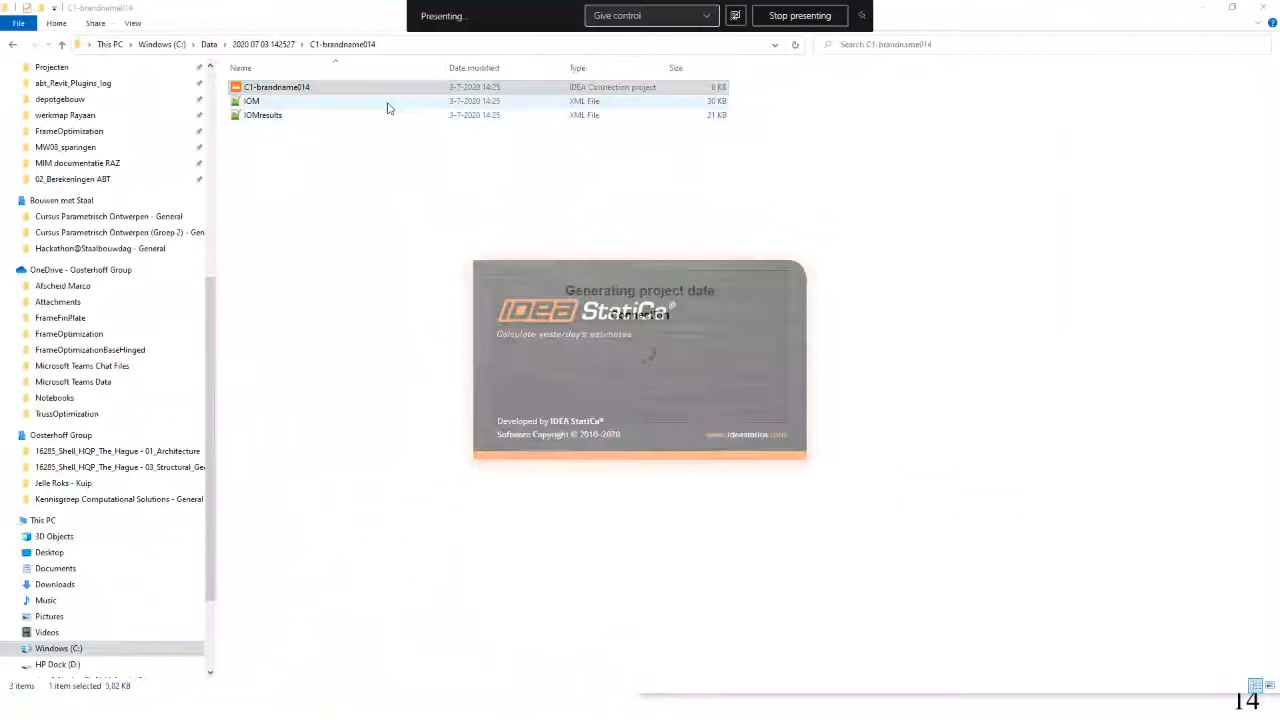 C1-brandname014
Presenting...
Give control
Stop presenting
File
Home
Share
View
This PC
Windows (C:)
Data
2020 07 03 142527
C1-brandname014
Search C1-brandname014
Name
Date modified
Type
Size
C1-brandname014
3-7-2020 14:25
IDEA Connection project
6 KB
IOM
3-7-2020 14:25
XML File
30 KB
IOMresults
3-7-2020 14:25
XML File
21 KB
Projecten
abt_Revit_Plugins_log
depptgebouw
werkmap Rayaan
FrameOptimization
MW08_sparingen
MIM documentatie RAZ
02_Berekeningen ABT
Bouwen met Staal
Cursus Parametrisch Ontwerpen - General
Cursus Parametrisch Ontwerpen (Groep 2) - Ge
Hackathon@Staalbouwdag - General
OneDrive - Oosterhoff Group
Afscheid Marco
Attachments
FrameFinPlate
FrameOptimization
FrameOptimizationBaseHinged
Microsoft Teams Chat Files
Microsoft Teams Data
Notebooks
TrussOptimization
Oosterhoff Group
16285_Shell_HQP_The_Hague - 01_Architecture
16285_Shell_HQP_The_Hague - 03_Structural_Ge
Jelle Roks - Kuip
Kennisgroep Computational Solutions - General
This PC
3D Objects
Desktop
Documents
Downloads
Music
Pictures
Videos
Windows (C:)
HP Dock (D:)
Generating project data
Connection
IDEA StatiCa®
Calculate yesterday's estimates
Developed by IDEA StatiCa®
Software Copyright © 2010-2020
www.ideastatica.com
3 items
1 item selected 5,82 KB
14